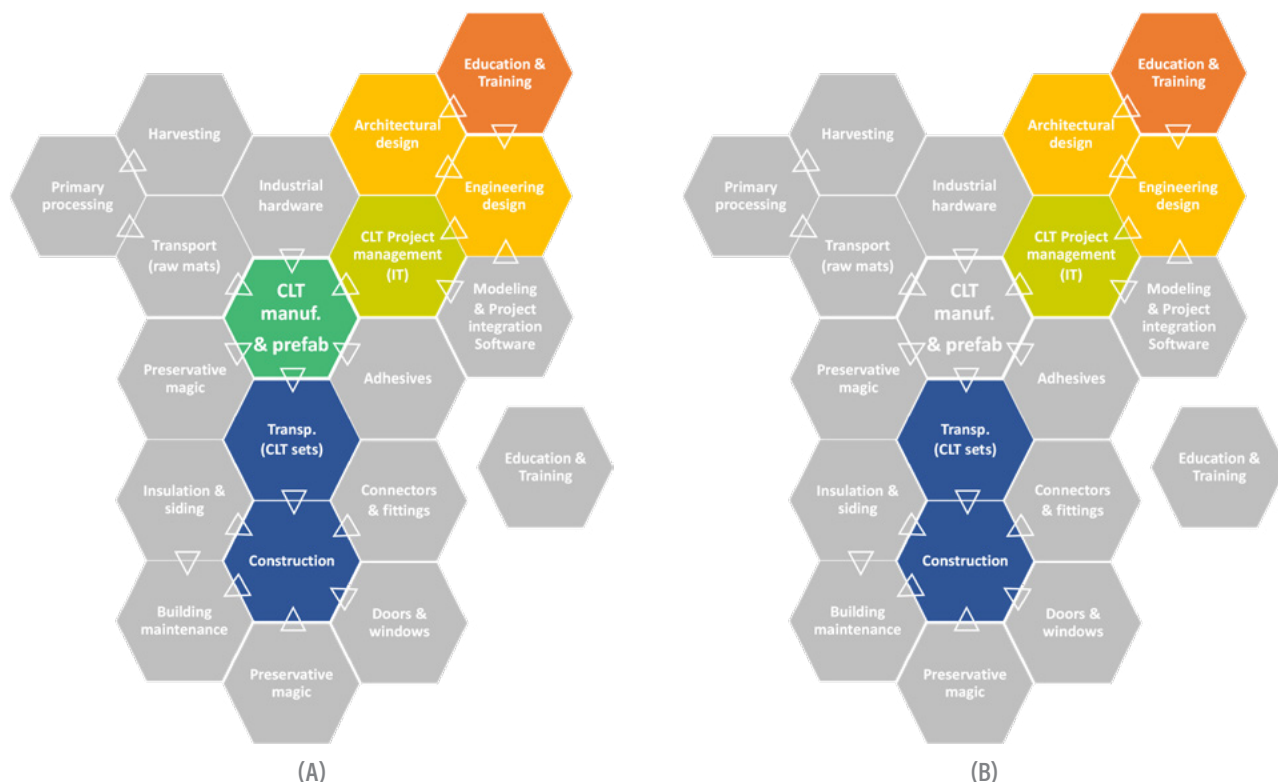 Education &
Training
Architectural
design
Harvesting
Engineering
design
Industrial
hardware
Primary
processing
CLT Project
management
(IT)
Transport
(raw mats)
CLT
manuf.
& prefab
Modeling
& Project
integration
Software
Preservative
magic
Adhesives
Transp.
(CLT sets)
Education &
Training
Insulation &
siding
Connectors
& fittings
Construction
Building
maintenance
Doors &
windows
Preservative
magic
(A)
Education &
Training
Architectural
design
Harvesting
Engineering
design
Industrial
hardware
Primary
processing
CLT Project
management
(IT)
Transport
(raw mats)
CLT
manuf.
& prefab
Modeling
& Project
integration
Software
Preservative
magic
Adhesives
Transp.
(CLT sets)
Education &
Training
Insulation &
siding
Connectors
& fittings
Construction
Building
maintenance
Doors &
windows
Preservative
magic
(B)